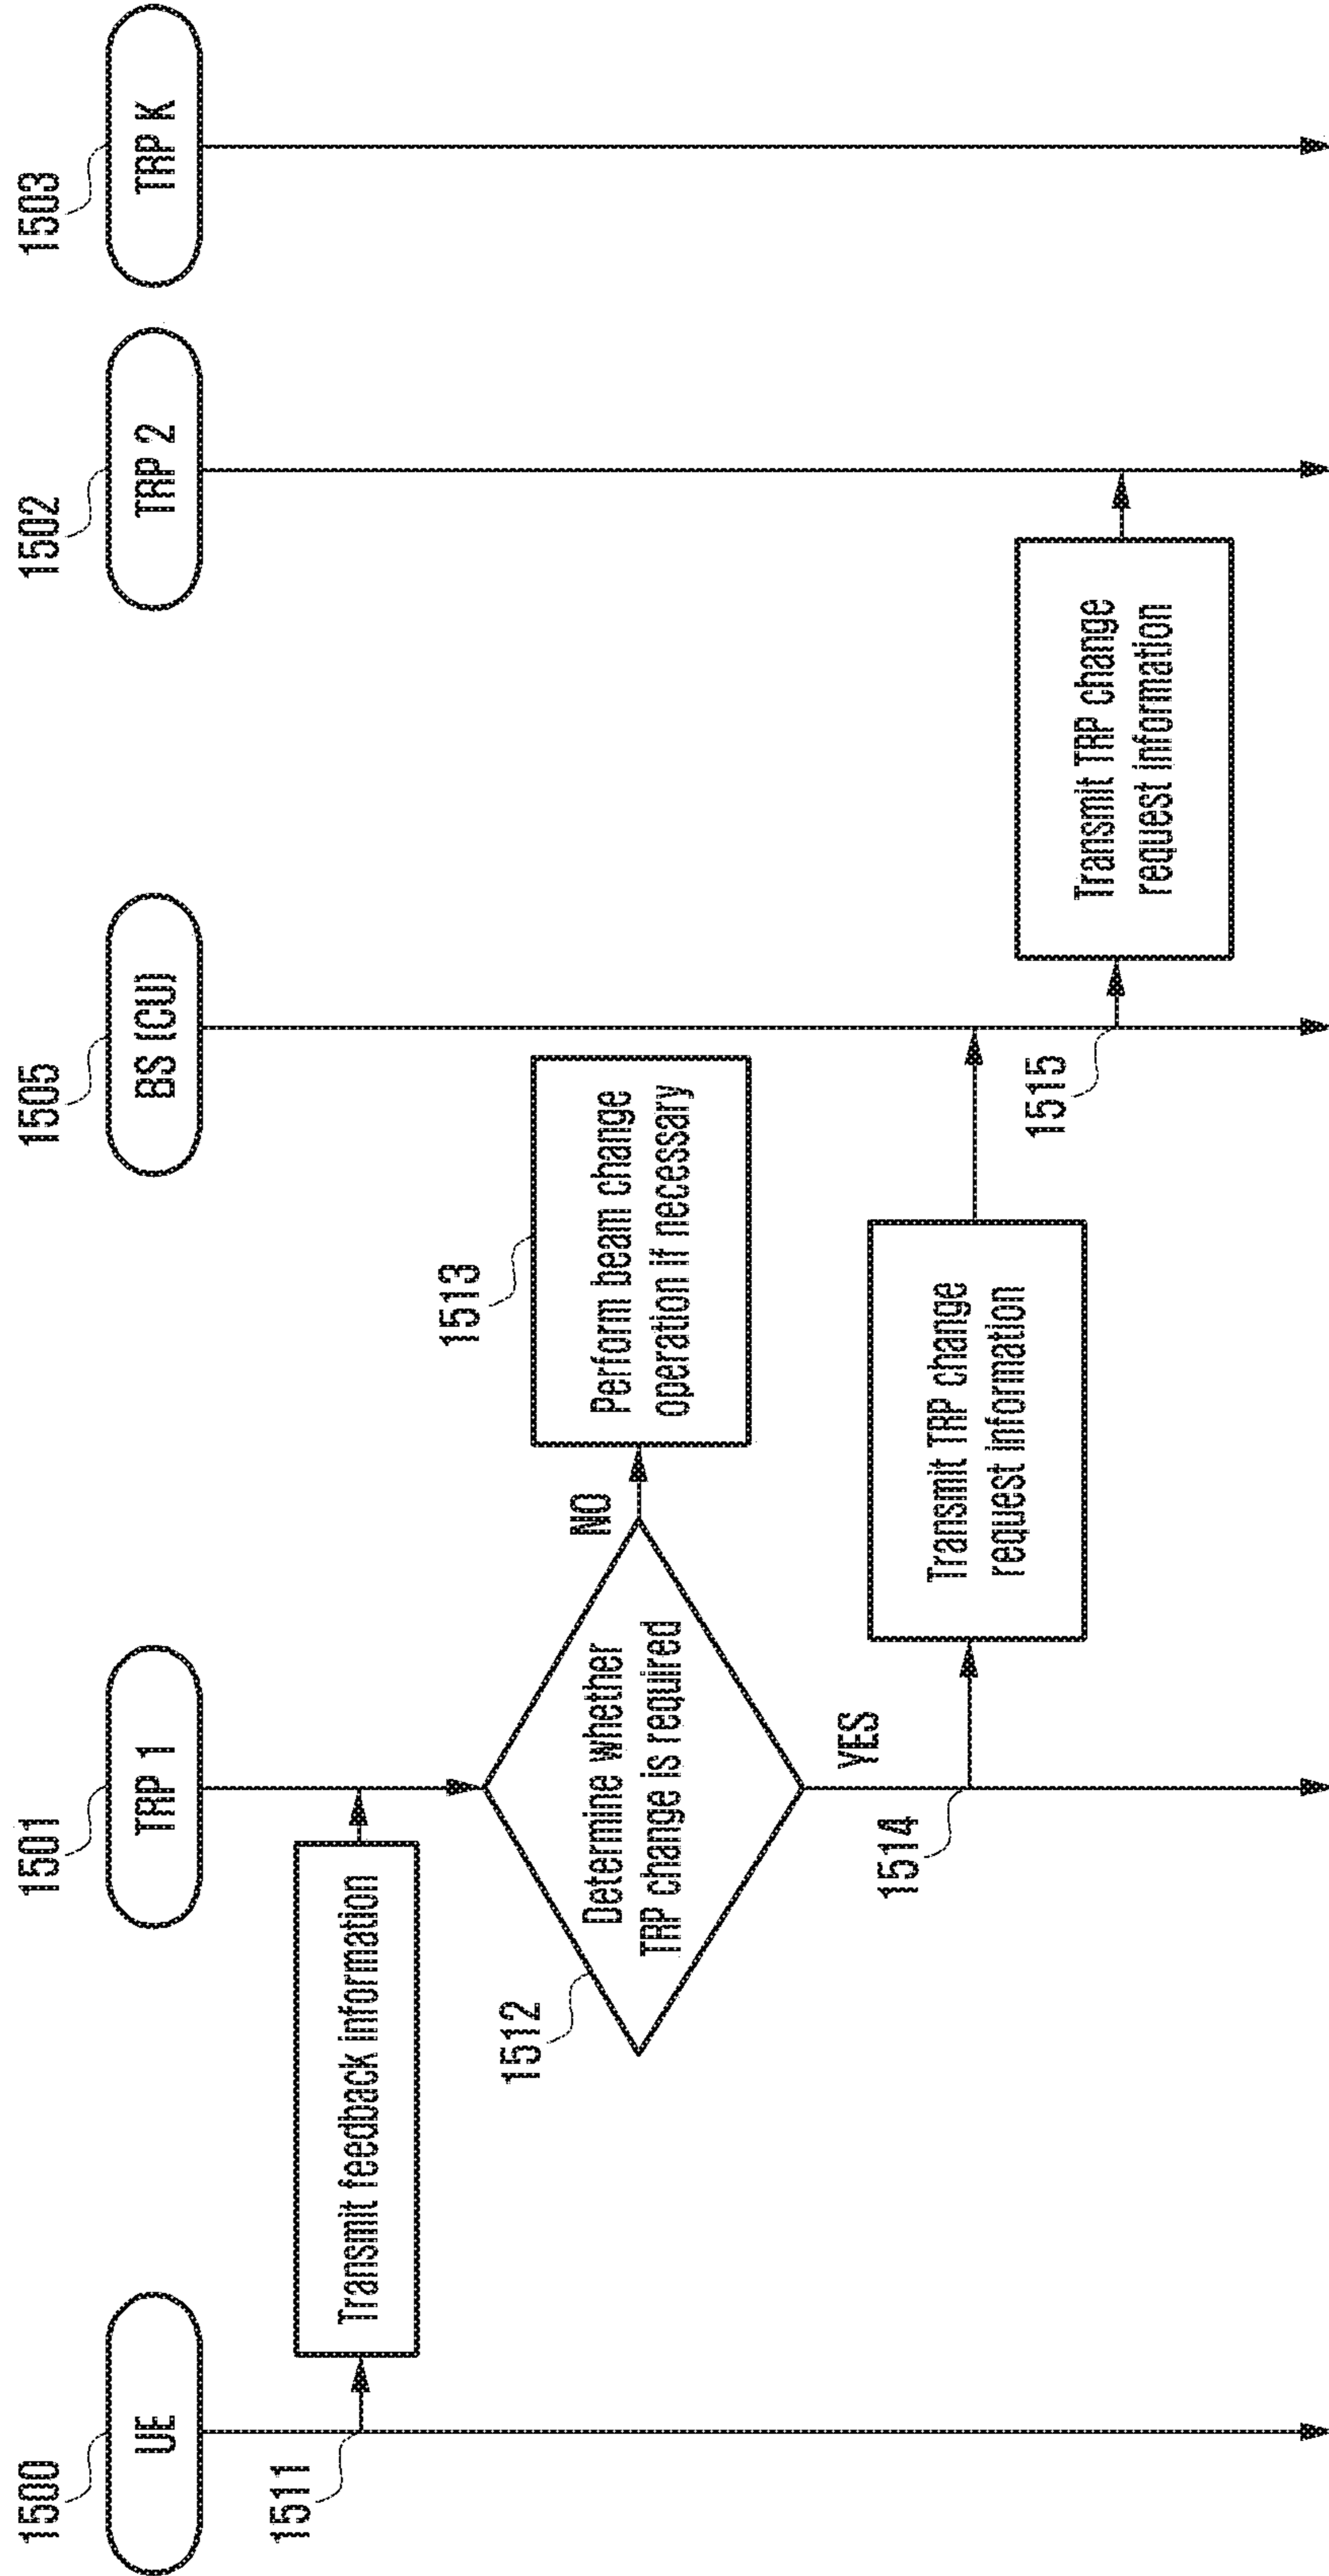 1500
UE
1501
TRP 1
1505
BS (CU)
1502
TRP 2
1503
TRP K
1511
Transmit feedback information
1512
Determine whether
TRP change is required
NO
1513
Perform beam change
operation if necessary
YES
1514
Transmit TRP change
request information
1515
Transmit TRP change
request information